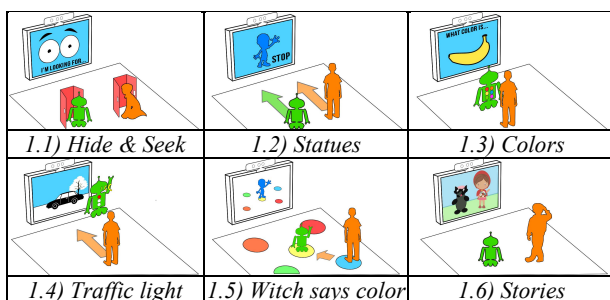 I'M LOOKING FOR...
STOP
WHAT COLOR IS...
1.1) Hide & Seek
1.2) Statues
1.3) Colors
1.4) Traffic light
1.5) Witch says color
1.6) Stories